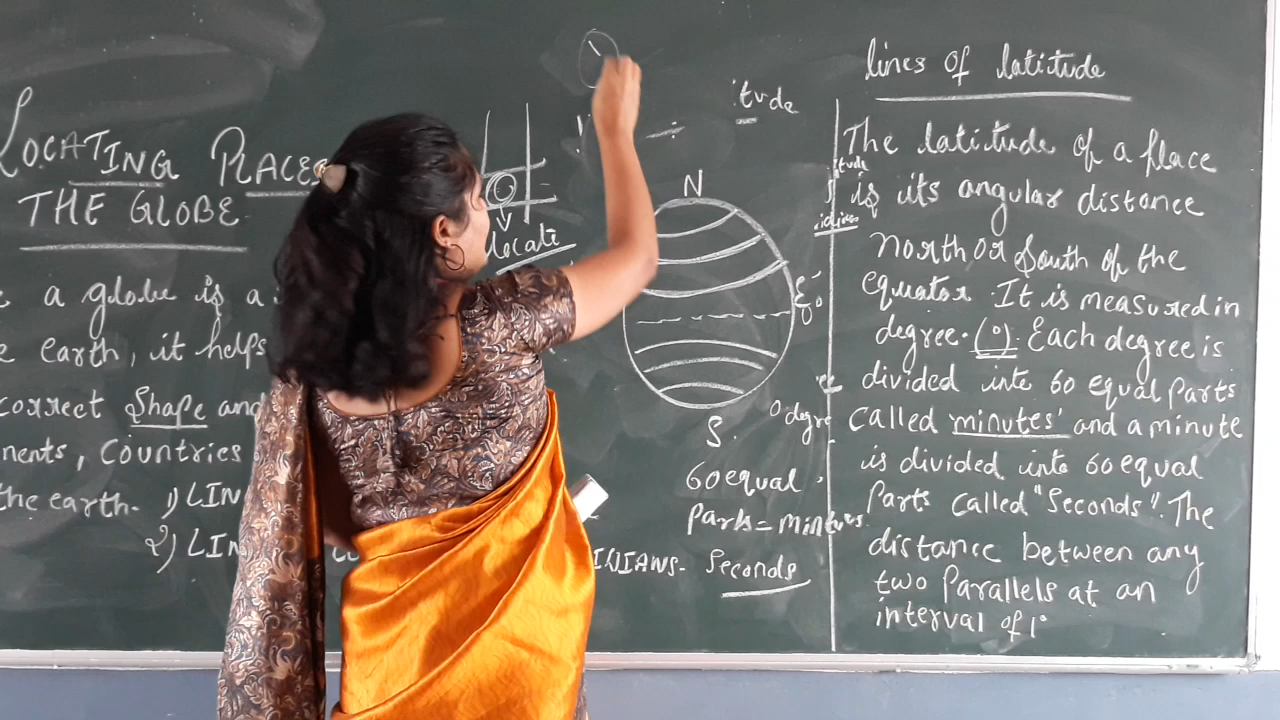 LOCATING PLACES
THE GLOBE
a globe is a
earth, it helps
correct Shape and
nents, Countries
the earth. 1) LIN
2) LIN
locate
itude
N
E
0°
S.
0 degre
60 equal
Parts = mintues
INIANS- Seconds
lines of latitude
The latitude of a place
is its angular distance
north or South of the
equator. It is measured in
degree. (°). Each degree is
divided into 60 equal Parts
called minutes' and a minute
is divided into 60 equal
Parts called "Seconds". The
distance between any
two Parallels at an
interval of 1°